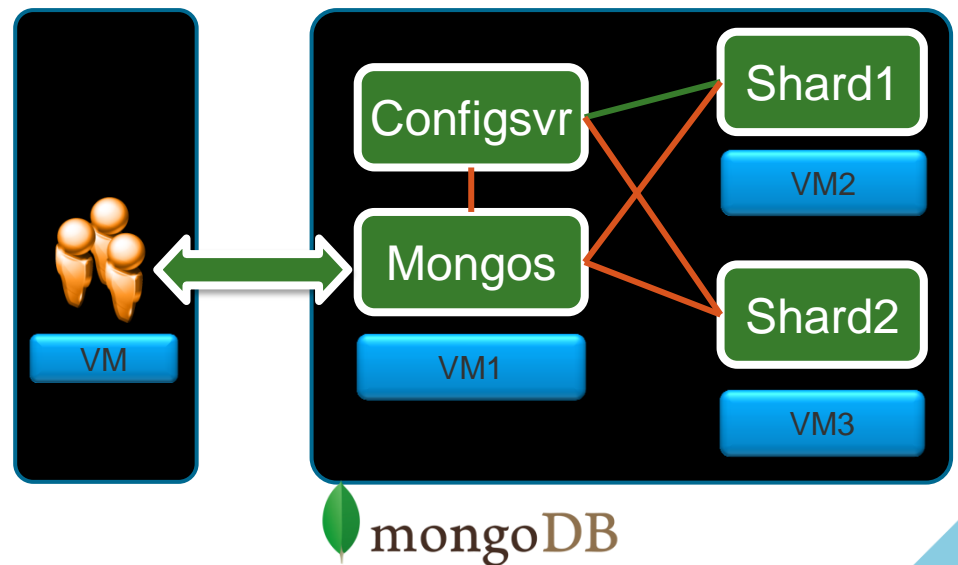 Configsvr
Shard1
VM2
Mongos
Shard2
VM
VM1
VM3
mongoDB